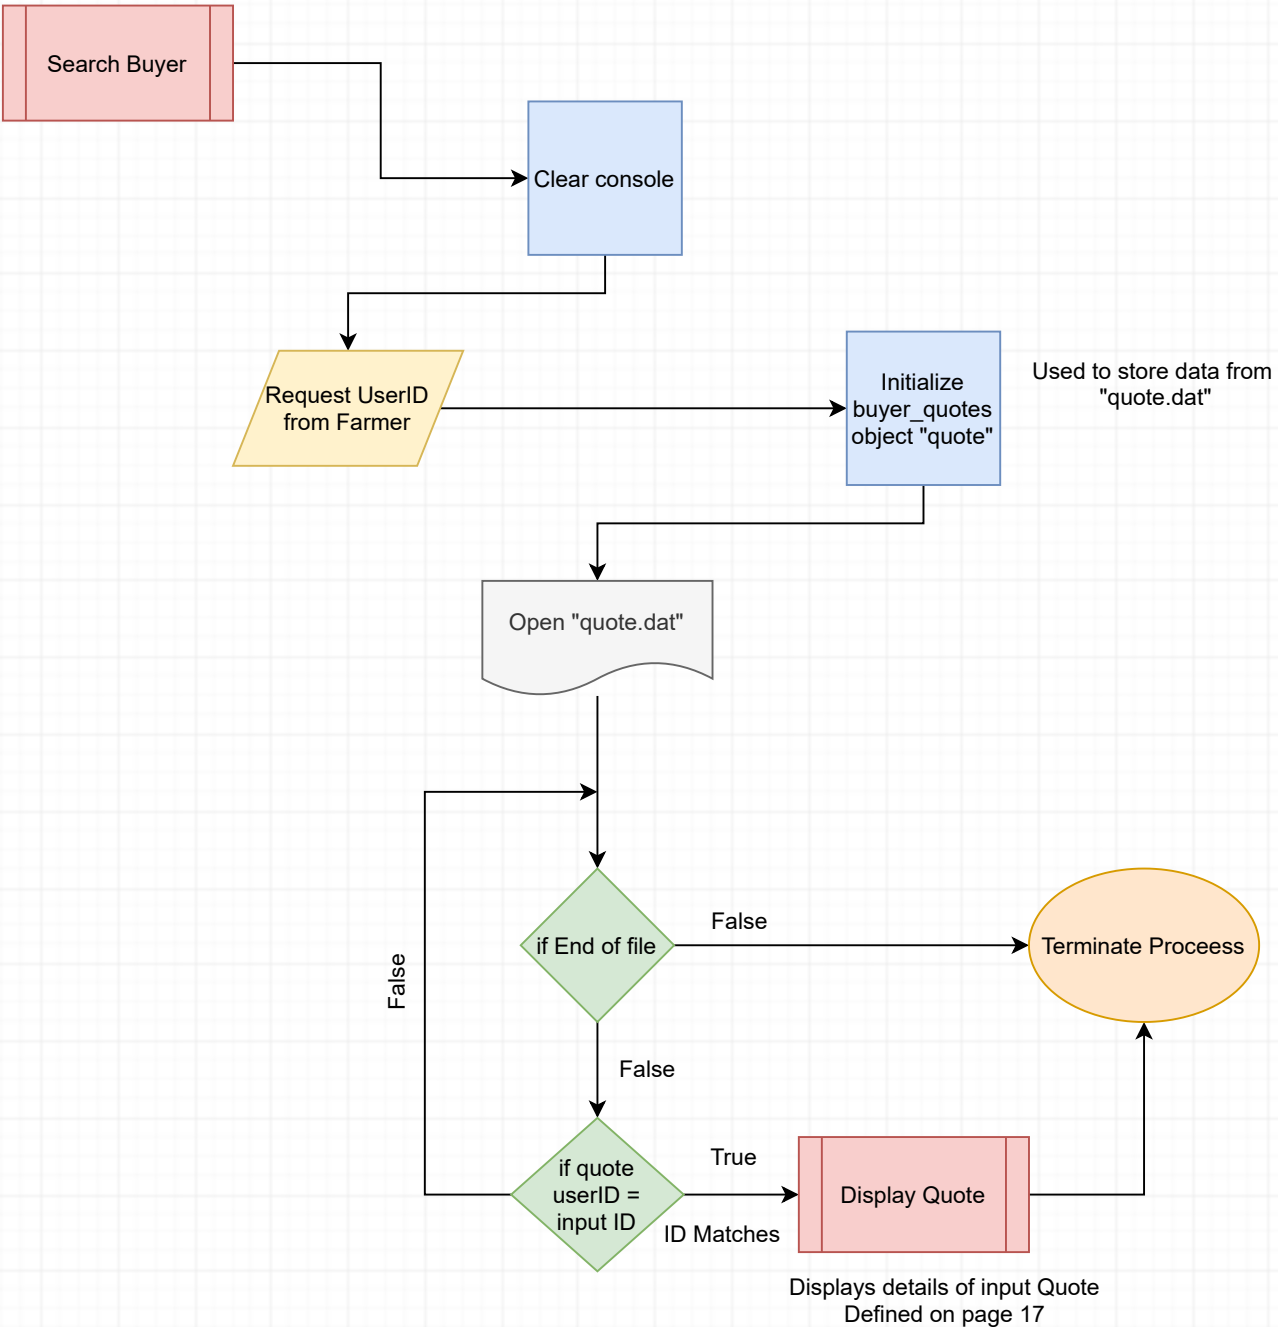 Search Buyer
Clear console
Request UserID
from Farmer
Initialize
buyer_quotes
object "quote"
Used to store data from
"quote.dat"
Open "quote.dat"
if End of file
False
Terminate Proceess
False
False
if quote
userID =
input ID
True
ID Matches
Display Quote
Displays details of input Quote
Defined on page 17